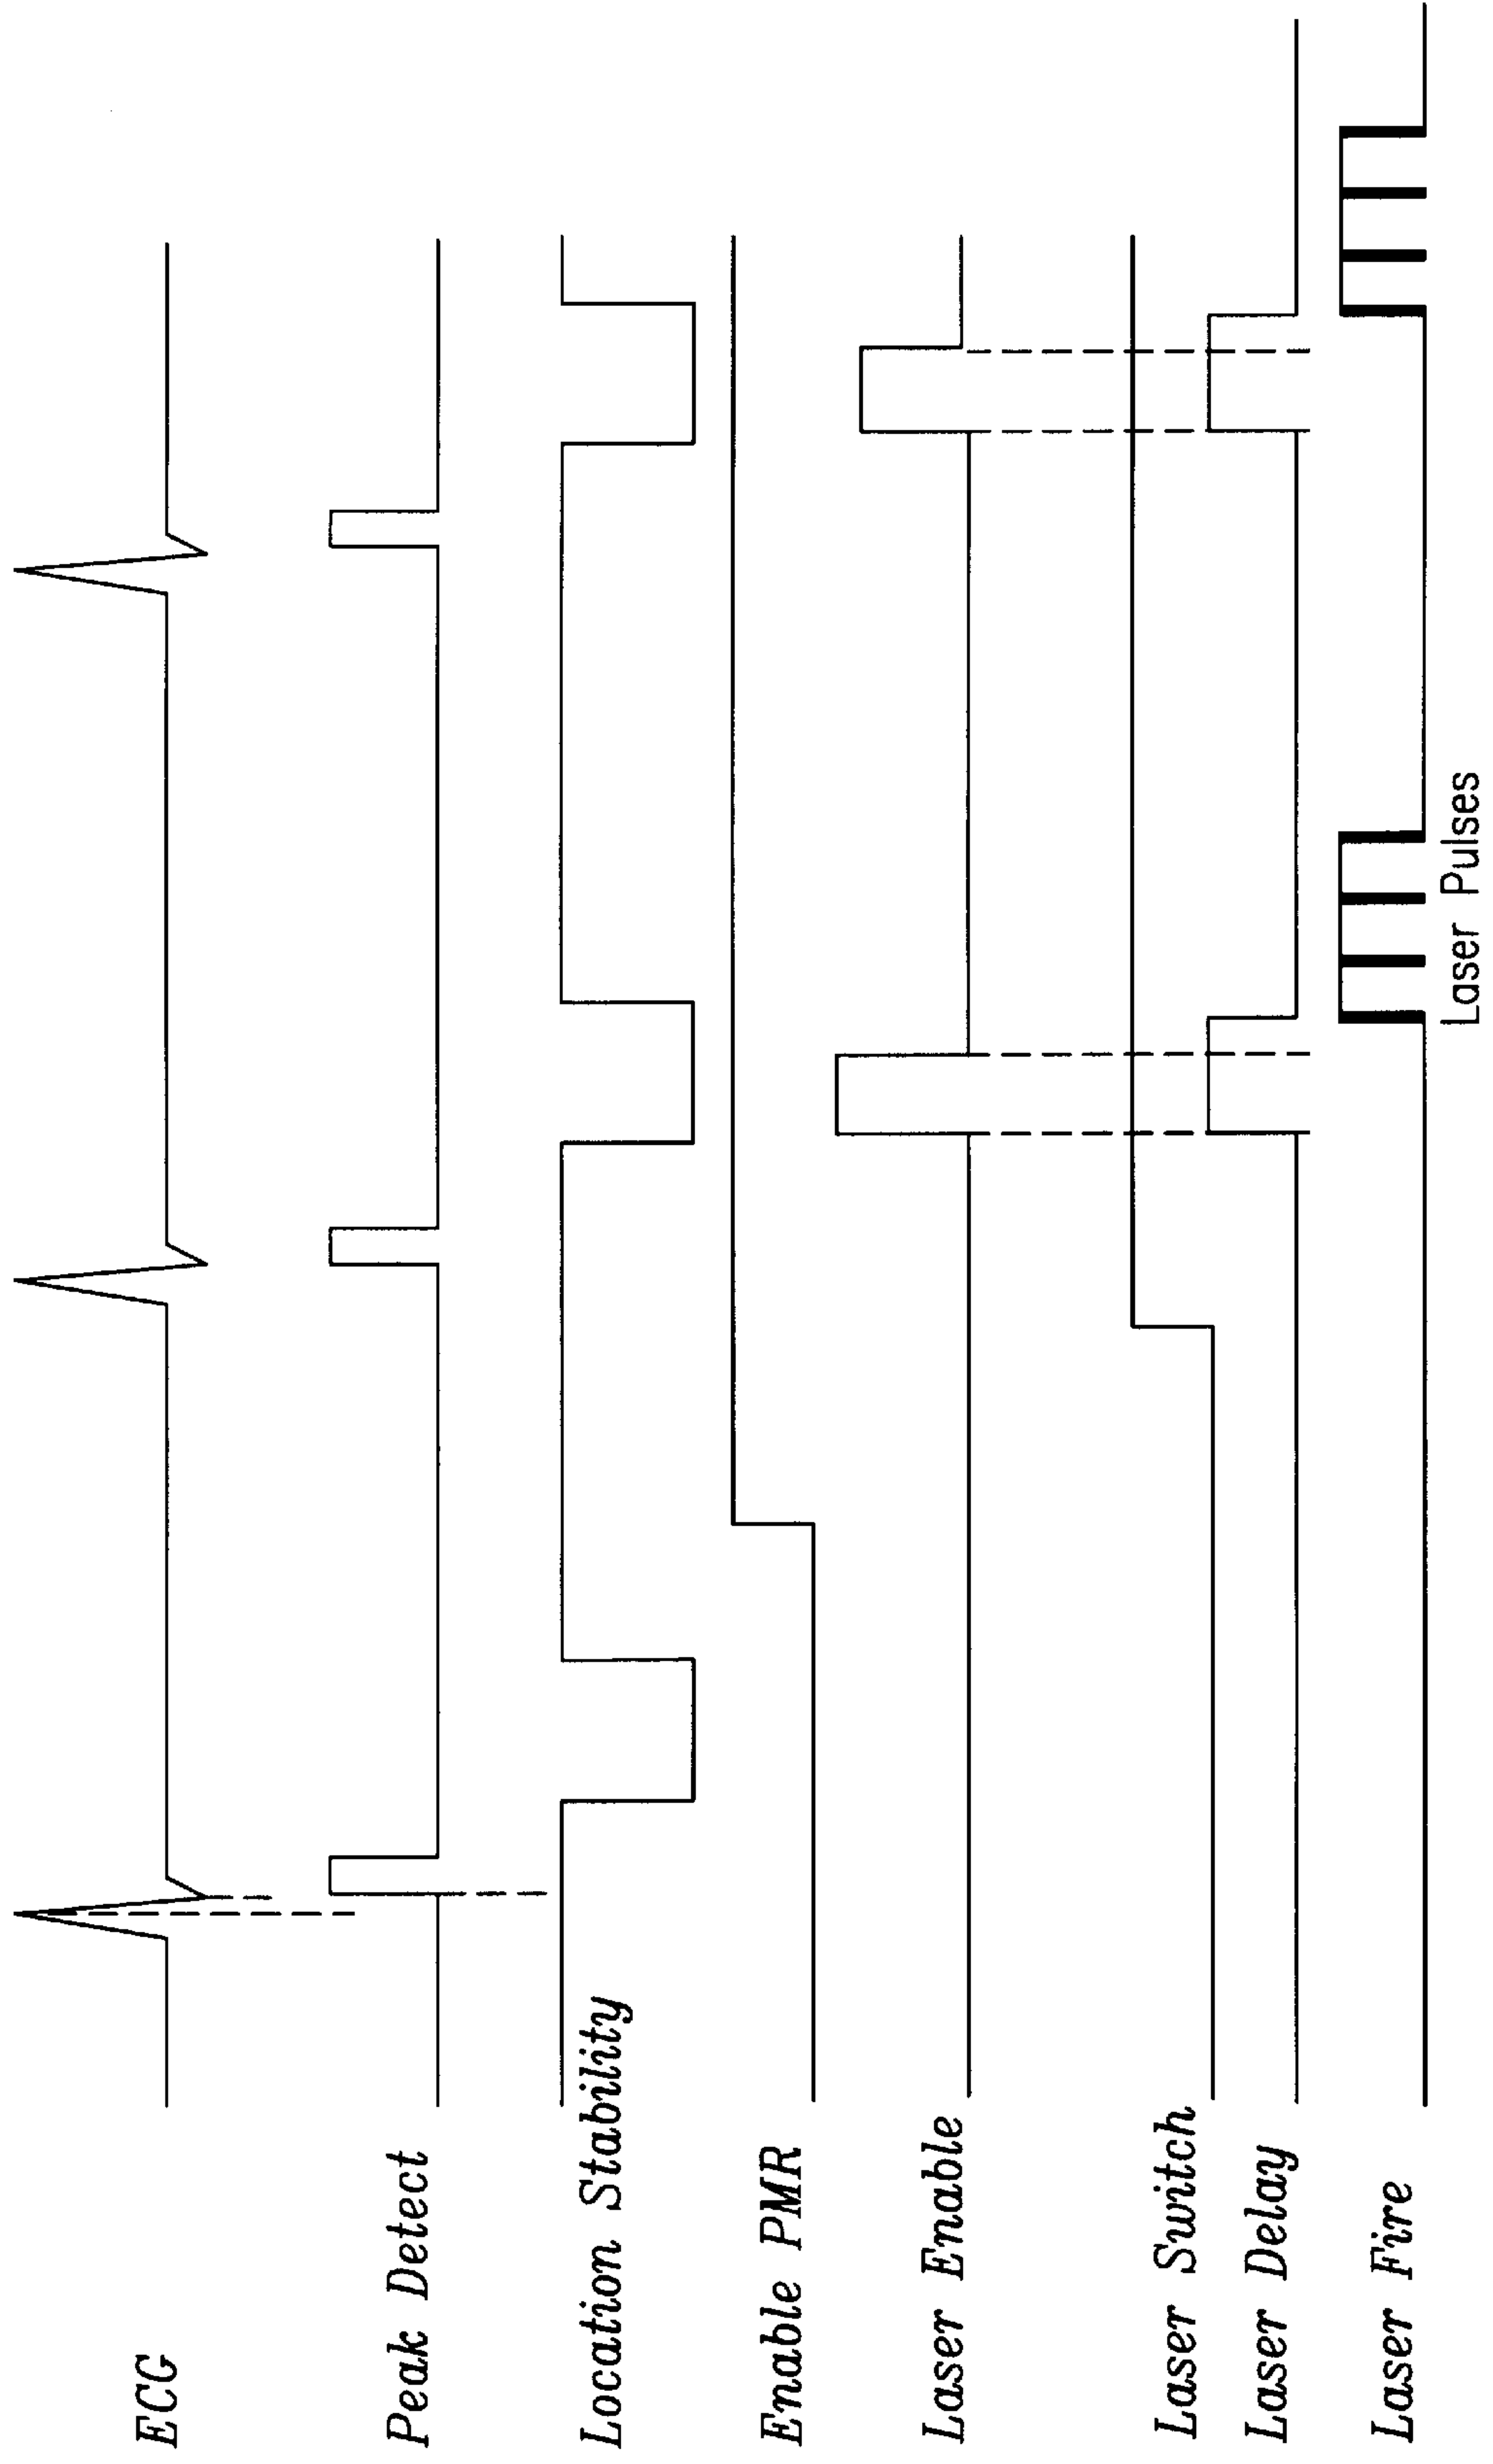 ECG
Peak Detect
Location Stability
Enable PMR
Laser Enable
Laser Switch
Laser Delay
Laser Fire
Laser Pulses